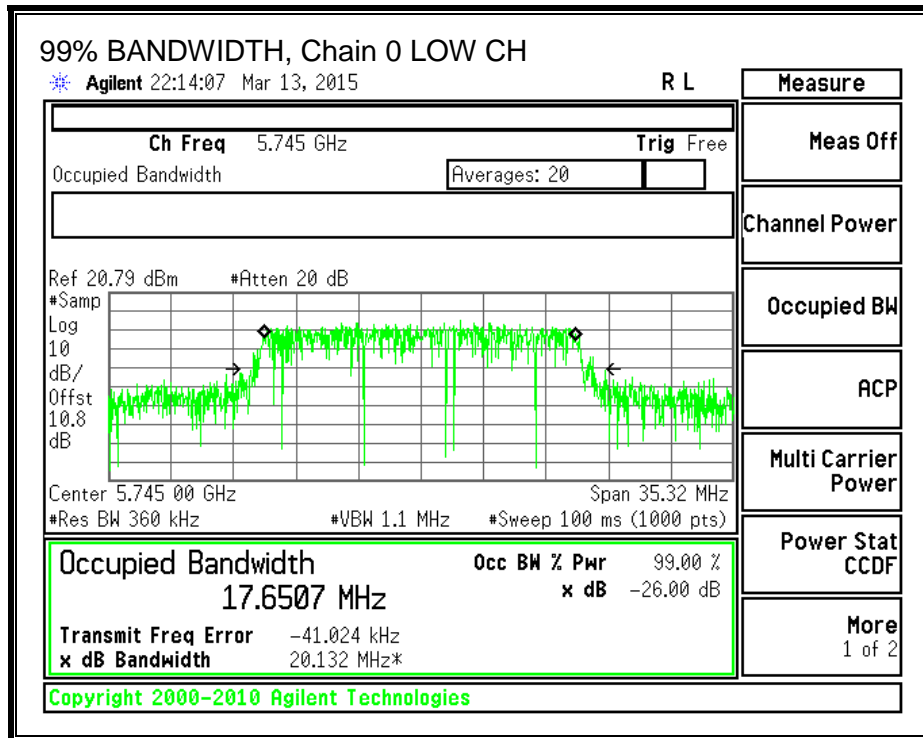 99% BANDWIDTH, Chain 0 LOW CH
Agilent 22:14:07 Mar 13, 2015 R L
Measure
Ch Freq 5.745 GHz Trig Free
Occupied Bandwidth Averages: 20
Ref 20.79 dBm #Atten 20 dB
#Samp
Log
10
dB/
Offst
10.8
dB
Center 5.745 00 GHz Span 35.32 MHz
#Res BW 360 kHz #VBW 1.1 MHz #Sweep 100 ms (1000 pts)
Occupied Bandwidth Occ BW % Pwr 99.00 %
17.6507 MHz x dB -26.00 dB
Transmit Freq Error -41.024 kHz
x dB Bandwidth 20.132 MHz*
Copyright 2000-2010 Agilent Technologies
Meas Off
Channel Power
Occupied BW
ACP
Multi Carrier
Power
Power Stat
CCDF
More
1 of 2